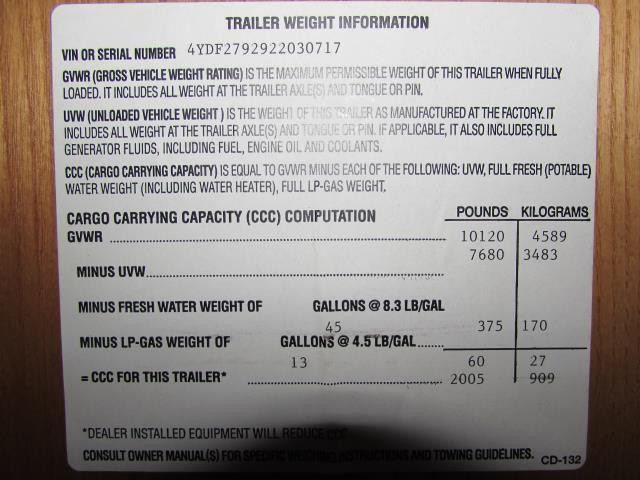 TRAILER WEIGHT INFORMATION
VIN OR SERIAL NUMBER 4YDF2792922030717
GVWR (GROSS VEHICLE WEIGHT RATING) IS THE MAXIMUM PERMISSIBLE WEIGHT OF THIS TRAILER WHEN FULLY
LOADED. IT INCLUDES ALL WEIGHT AT THE TRAILER AXLE(S) AND TONGUE OR PIN.
UVW (UNLOADED VEHICLE WEIGHT ) IS THE WEIGHT OF THIS TRAILER AS MANUFACTURED AT THE FACTORY. IT
INCLUDES ALL WEIGHT AT THE TRAILER AXLE(S) AND TONGUE OR PIN. IF APPLICABLE, IT ALSO INCLUDES FULL
GENERATOR FLUIDS, INCLUDING FUEL, ENGINE OIL AND COOLANTS.
CCC (CARGO CARRYING CAPACITY) IS EQUAL TO GVWR MINUS EACH OF THE FOLLOWING: UVW, FULL FRESH (POTABLE)
WATER WEIGHT (INCLUDING WATER HEATER), FULL LP-GAS WEIGHT.
CARGO CARRYING CAPACITY (CCC) COMPUTATION POUNDS KILOGRAMS
GVWR 10120 4589
7680 3483
MINUS UVW
MINUS FRESH WATER WEIGHT OF GALLONS @ 8.3 LB/GAL
45 375 170
MINUS LP-GAS WEIGHT OF GALLONS @ 4.5 LB/GAL
13 60 27
= CCC FOR THIS TRAILER* 2005 909
*DEALER INSTALLED EQUIPMENT WILL REDUCE CCC
CONSULT OWNER MANUAL(S) FOR SPECIFIC WEIGHING INSTRUCTIONS AND TOWING GUIDELINES. CD-132